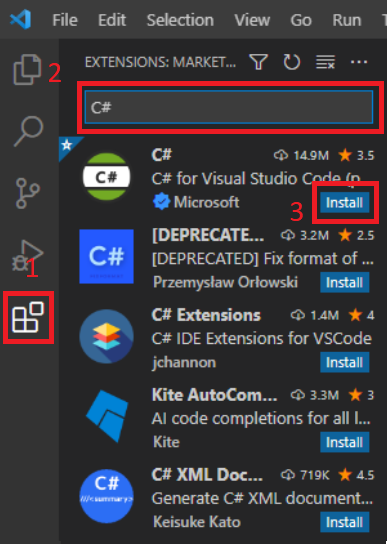 File Edit Selection View Go Run T
2
EXTENSIONS: MARKET...
C#
C# 14.9M 3.5
C# for Visual Studio Code (p...
Microsoft Install
3
[DEPRECATE... 3.2M 2.5
[DEPRECATED] Fix format of ...
Przemysław Orłowski Install
1
C# Extensions 1.4M 4
C# IDE Extensions for VSCode
jchannon Install
Kite AutoCom... 3.3M 3
AI code completions for all l...
Kite Install
C# XML Doc... 719K 4.5
Generate C# XML document...
Keisuke Kato Install
C#
C#
C#
///<summary>